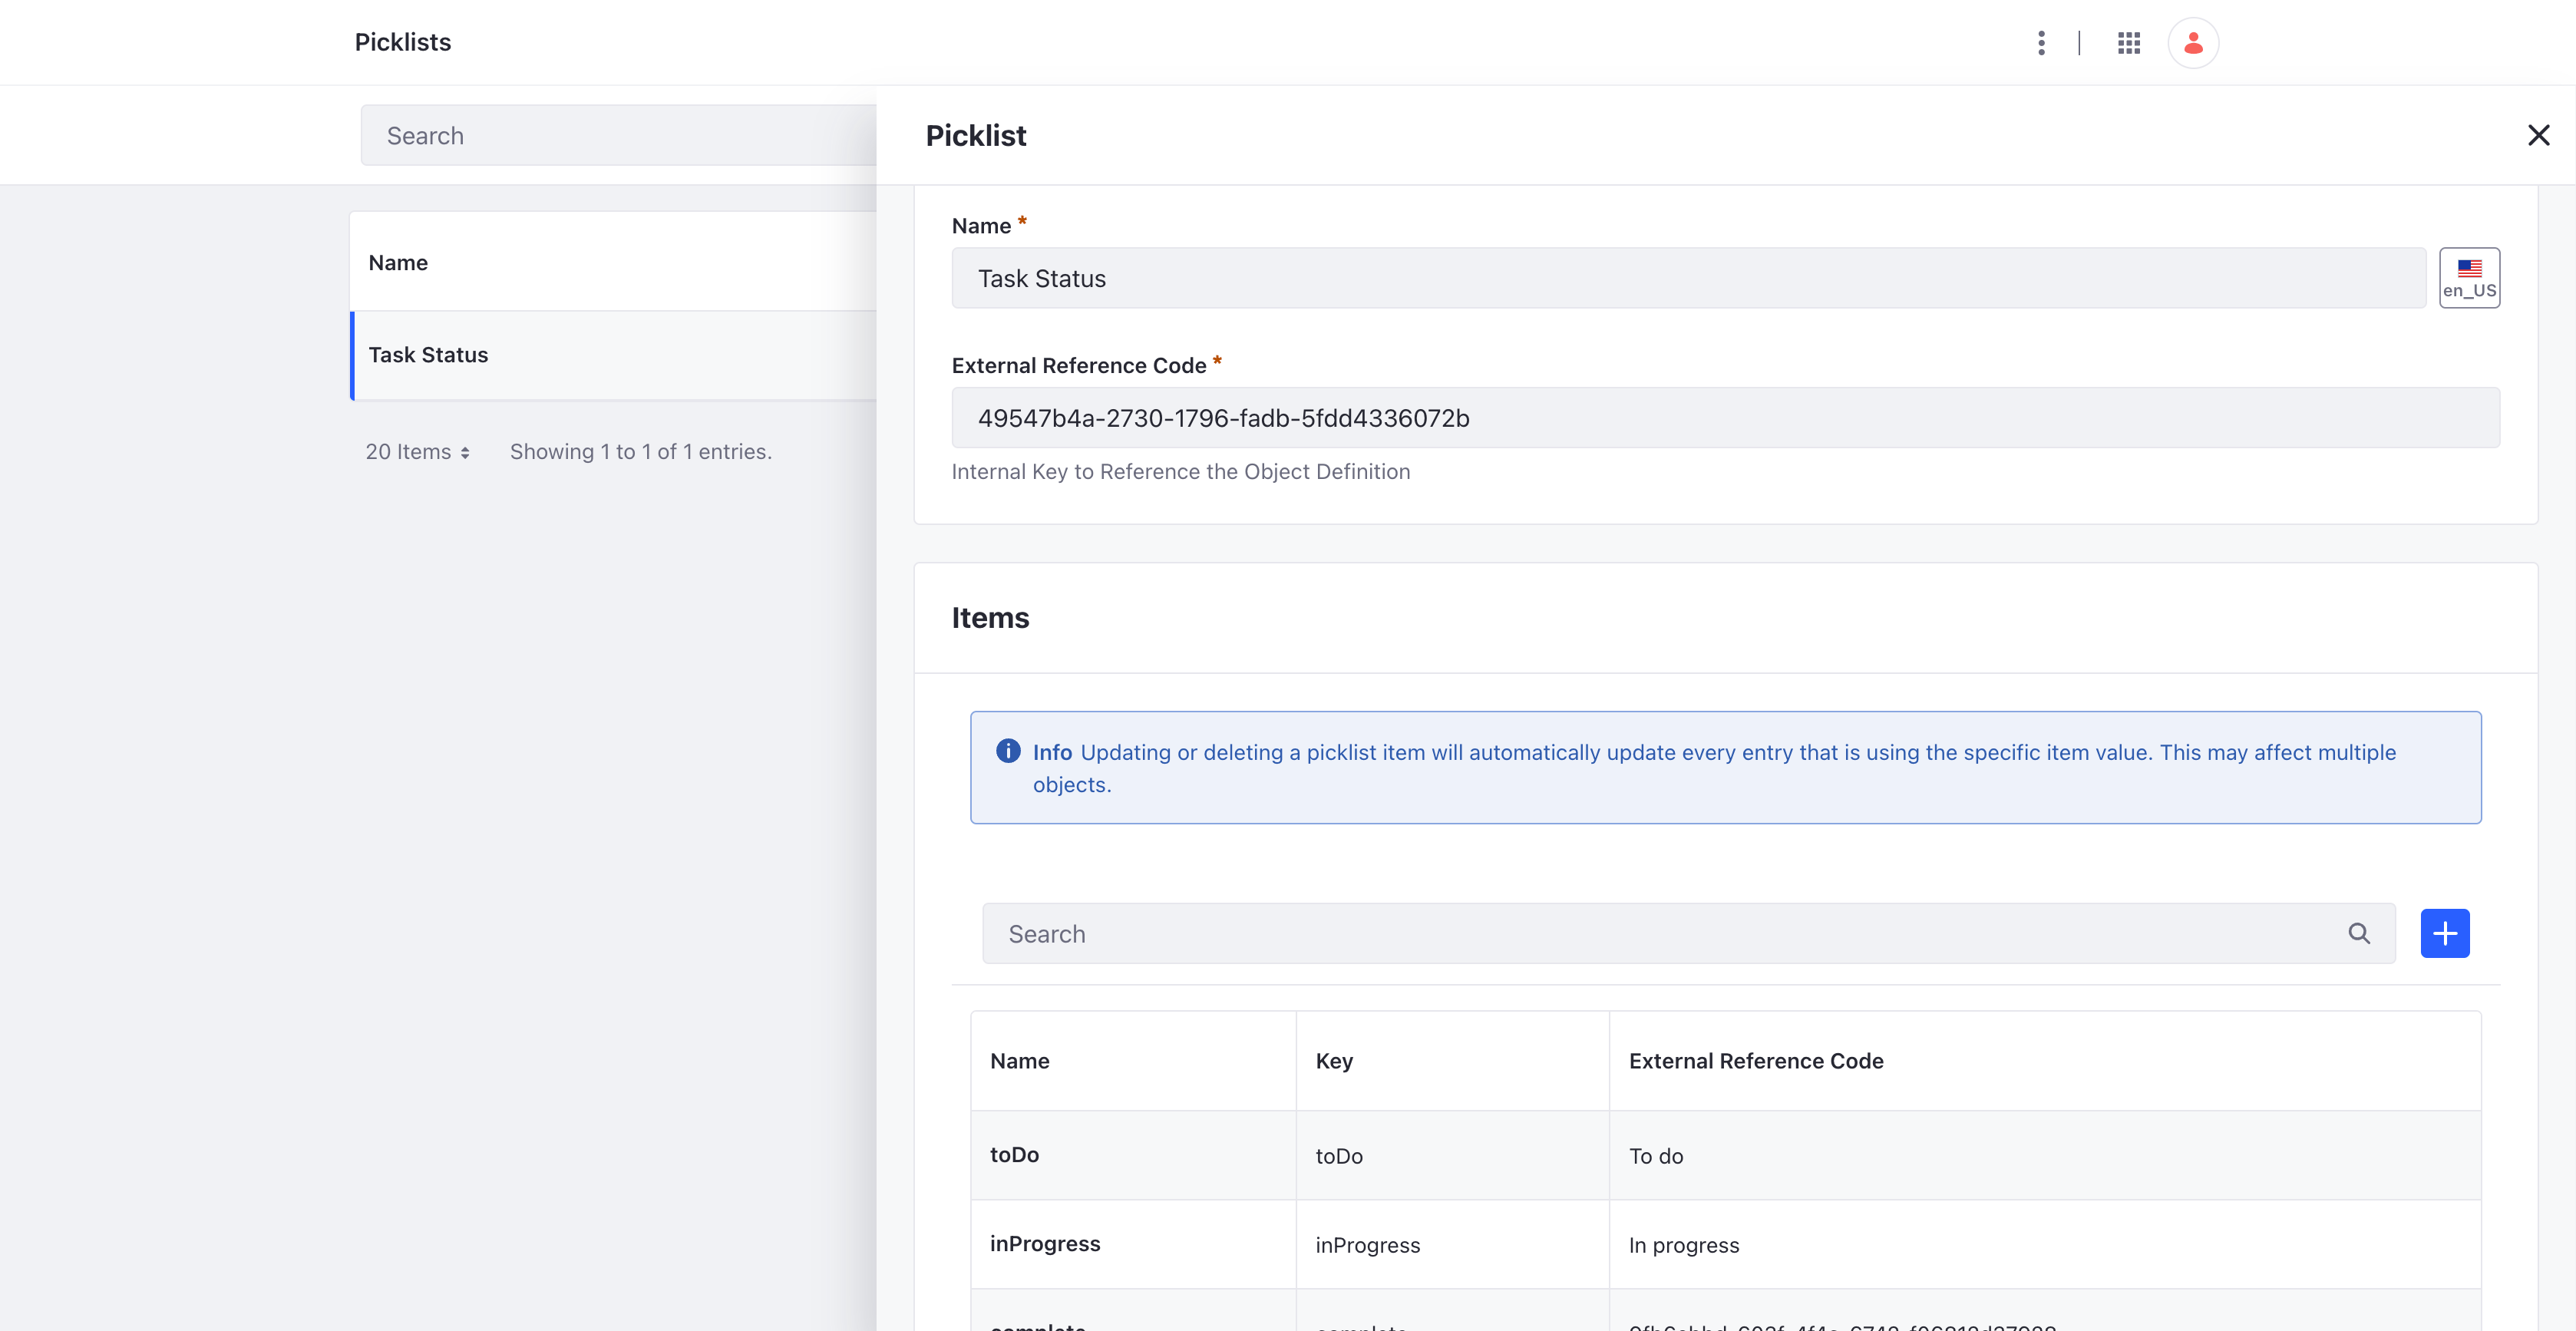 Picklists
Search
Picklist
Name
Task Status
20 Items
Showing 1 to 1 of 1 entries.
Name *
Task Status
en_US
External Reference Code *
49547b4a-2730-1796-fadb-5fdd4336072b
Internal Key to Reference the Object Definition
Items
Info Updating or deleting a picklist item will automatically update every entry that is using the specific item value. This may affect multiple
objects.
Search
Name Key External Reference Code
toDo toDo To do
inProgress inProgress In progress
complete complete